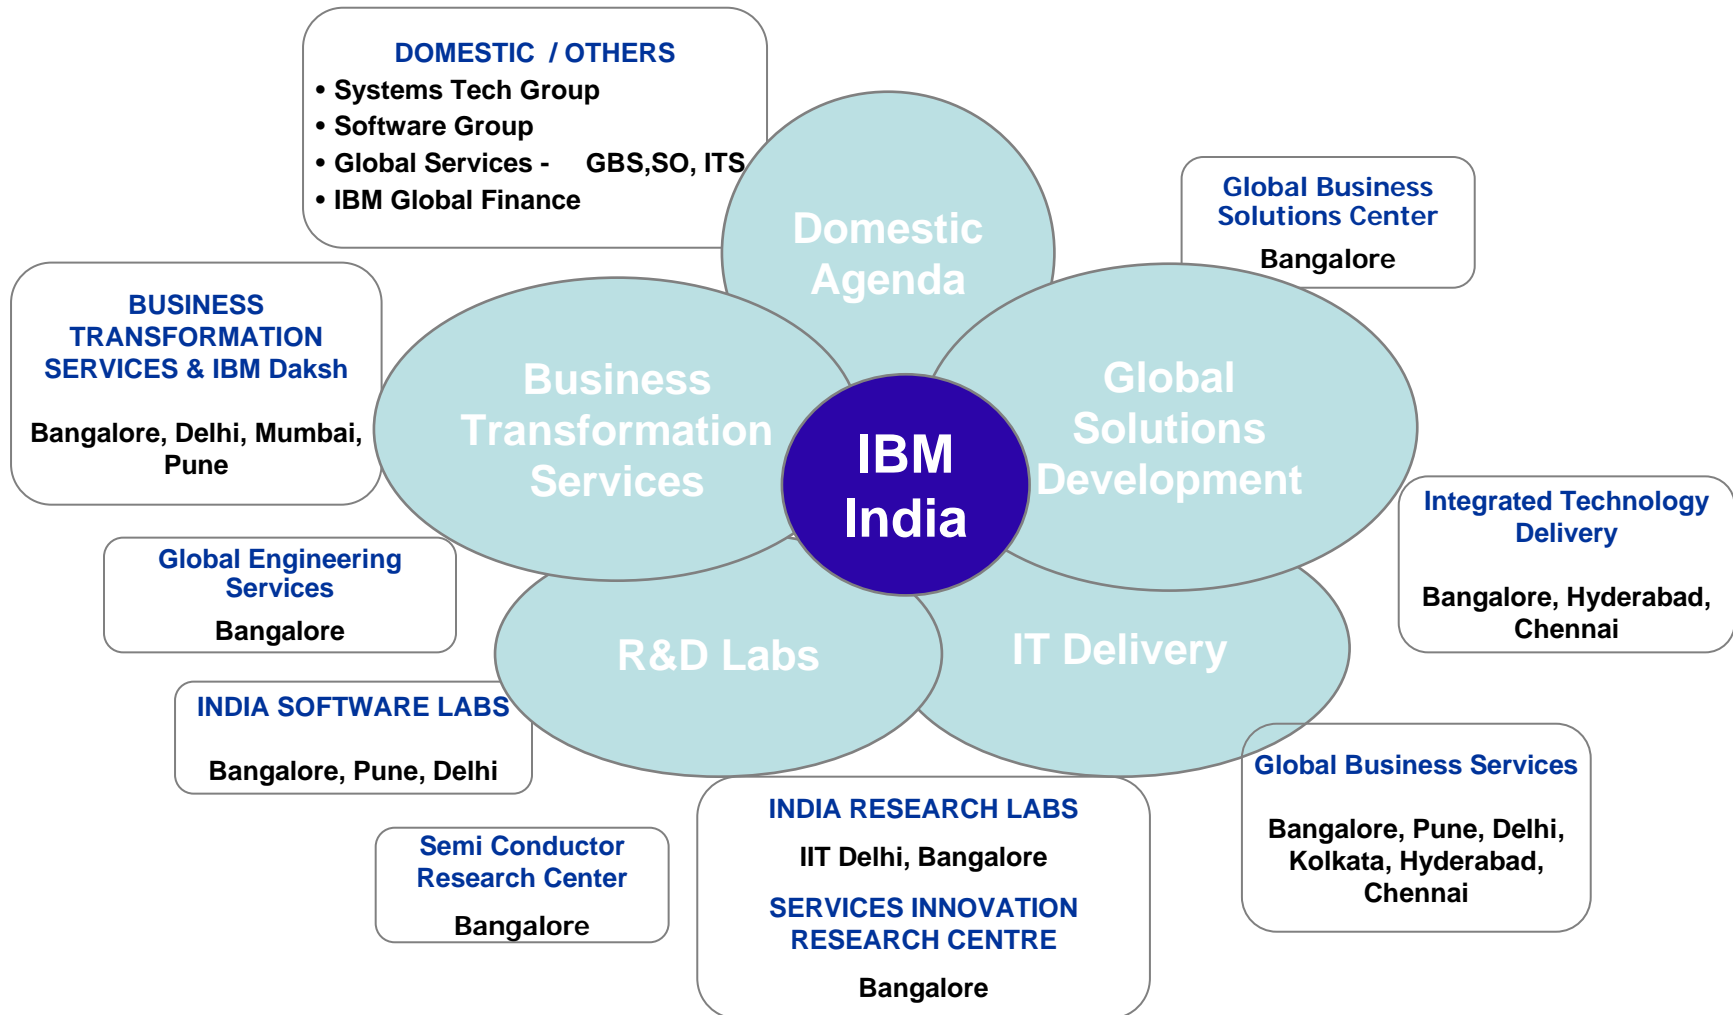 DOMESTIC / OTHERS
• Systems Tech Group
• Software Group
• Global Services - GBS,SO, ITS
• IBM Global Finance
Domestic
Agenda
Global Business
Solutions Center
Bangalore
BUSINESS
TRANSFORMATION
SERVICES & IBM Daksh
Bangalore, Delhi, Mumbai,
Pune
Business
Transformation
Services
IBM
India
Global
Solutions
Development
Integrated Technology
Delivery
Bangalore, Hyderabad,
Chennai
Global Engineering
Services
Bangalore
R&D Labs
IT Delivery
INDIA SOFTWARE LABS
Bangalore, Pune, Delhi
Global Business Services
Bangalore, Pune, Delhi,
Kolkata, Hyderabad,
Chennai
Semi Conductor
Research Center
Bangalore
INDIA RESEARCH LABS
IIT Delhi, Bangalore
SERVICES INNOVATION
RESEARCH CENTRE
Bangalore